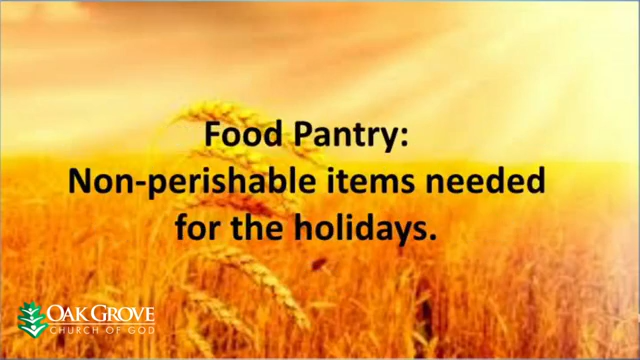 Food Pantry:
Non-perishable items needed
for the holidays.
OAK GROVE
CHURCH OF GOD